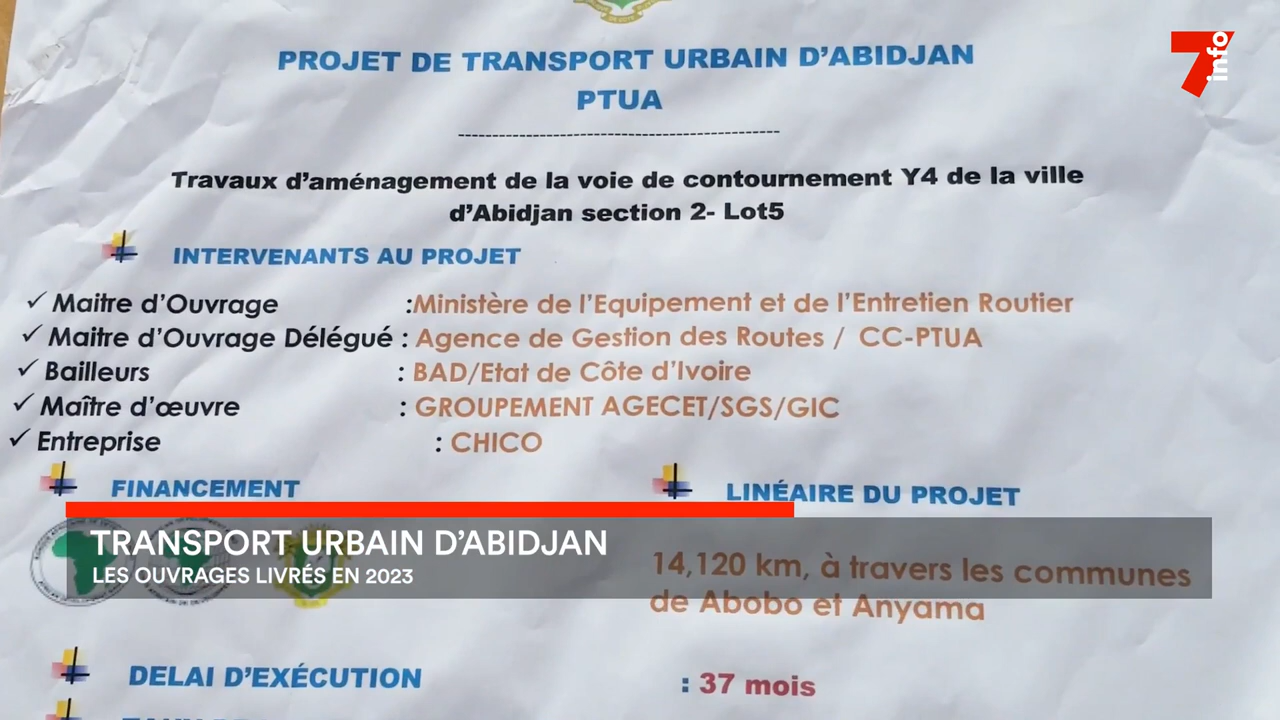 7info
PROJET DE TRANSPORT URBAIN D'ABIDJAN
PTUA
Travaux d'aménagement de la voie de contournement Y4 de la ville
d'Abidjan section 2- Lot5
INTERVENANTS AU PROJET
Maitre d'Ouvrage :Ministère de l'Equipement et de l'Entretien Routier
Maitre d'Ouvrage Délégué : Agence de Gestion des Routes / CC-PTUA
Bailleurs : BAD/Etat de Côte d'Ivoire
Maître d'œuvre : GROUPEMENT AGECET/SGS/GIC
Entreprise : CHICO
FINANCEMENT
LINÉAIRE DU PROJET
TRANSPORT URBAIN D'ABIDJAN
LES OUVRAGES LIVRÉS EN 2023
14,120 km, à travers les communes
de Abobo et Anyama
DELAI D'EXÉCUTION : 37 mois